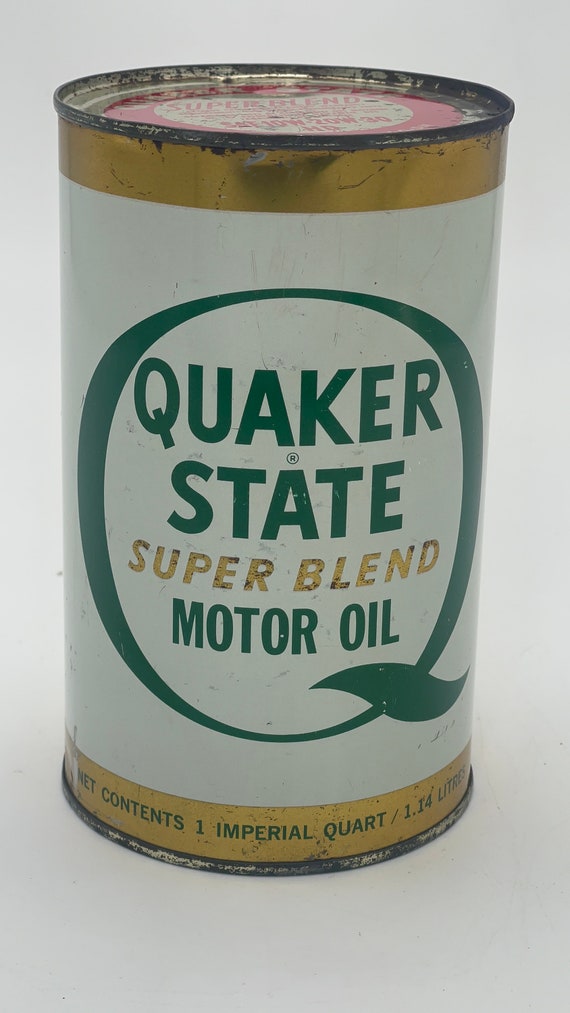 SUPER BLEND
QUAKER
STATE
®
SUPER BLEND
MOTOR OIL
NET CONTENTS 1 IMPERIAL QUART / 1.14 LITRES